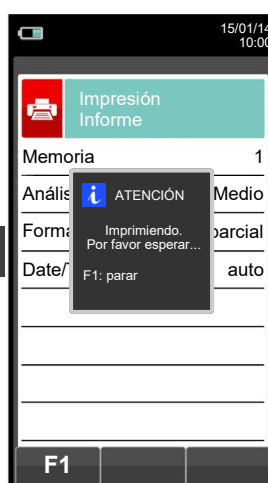 15/01/14
10:00
Impresión
Informe
Memoria 1
Anális Medio
Forma parcial
Date/ auto
i ATENCIÓN
Imprimiendo.
Por favor esperar...
F1: parar
F1